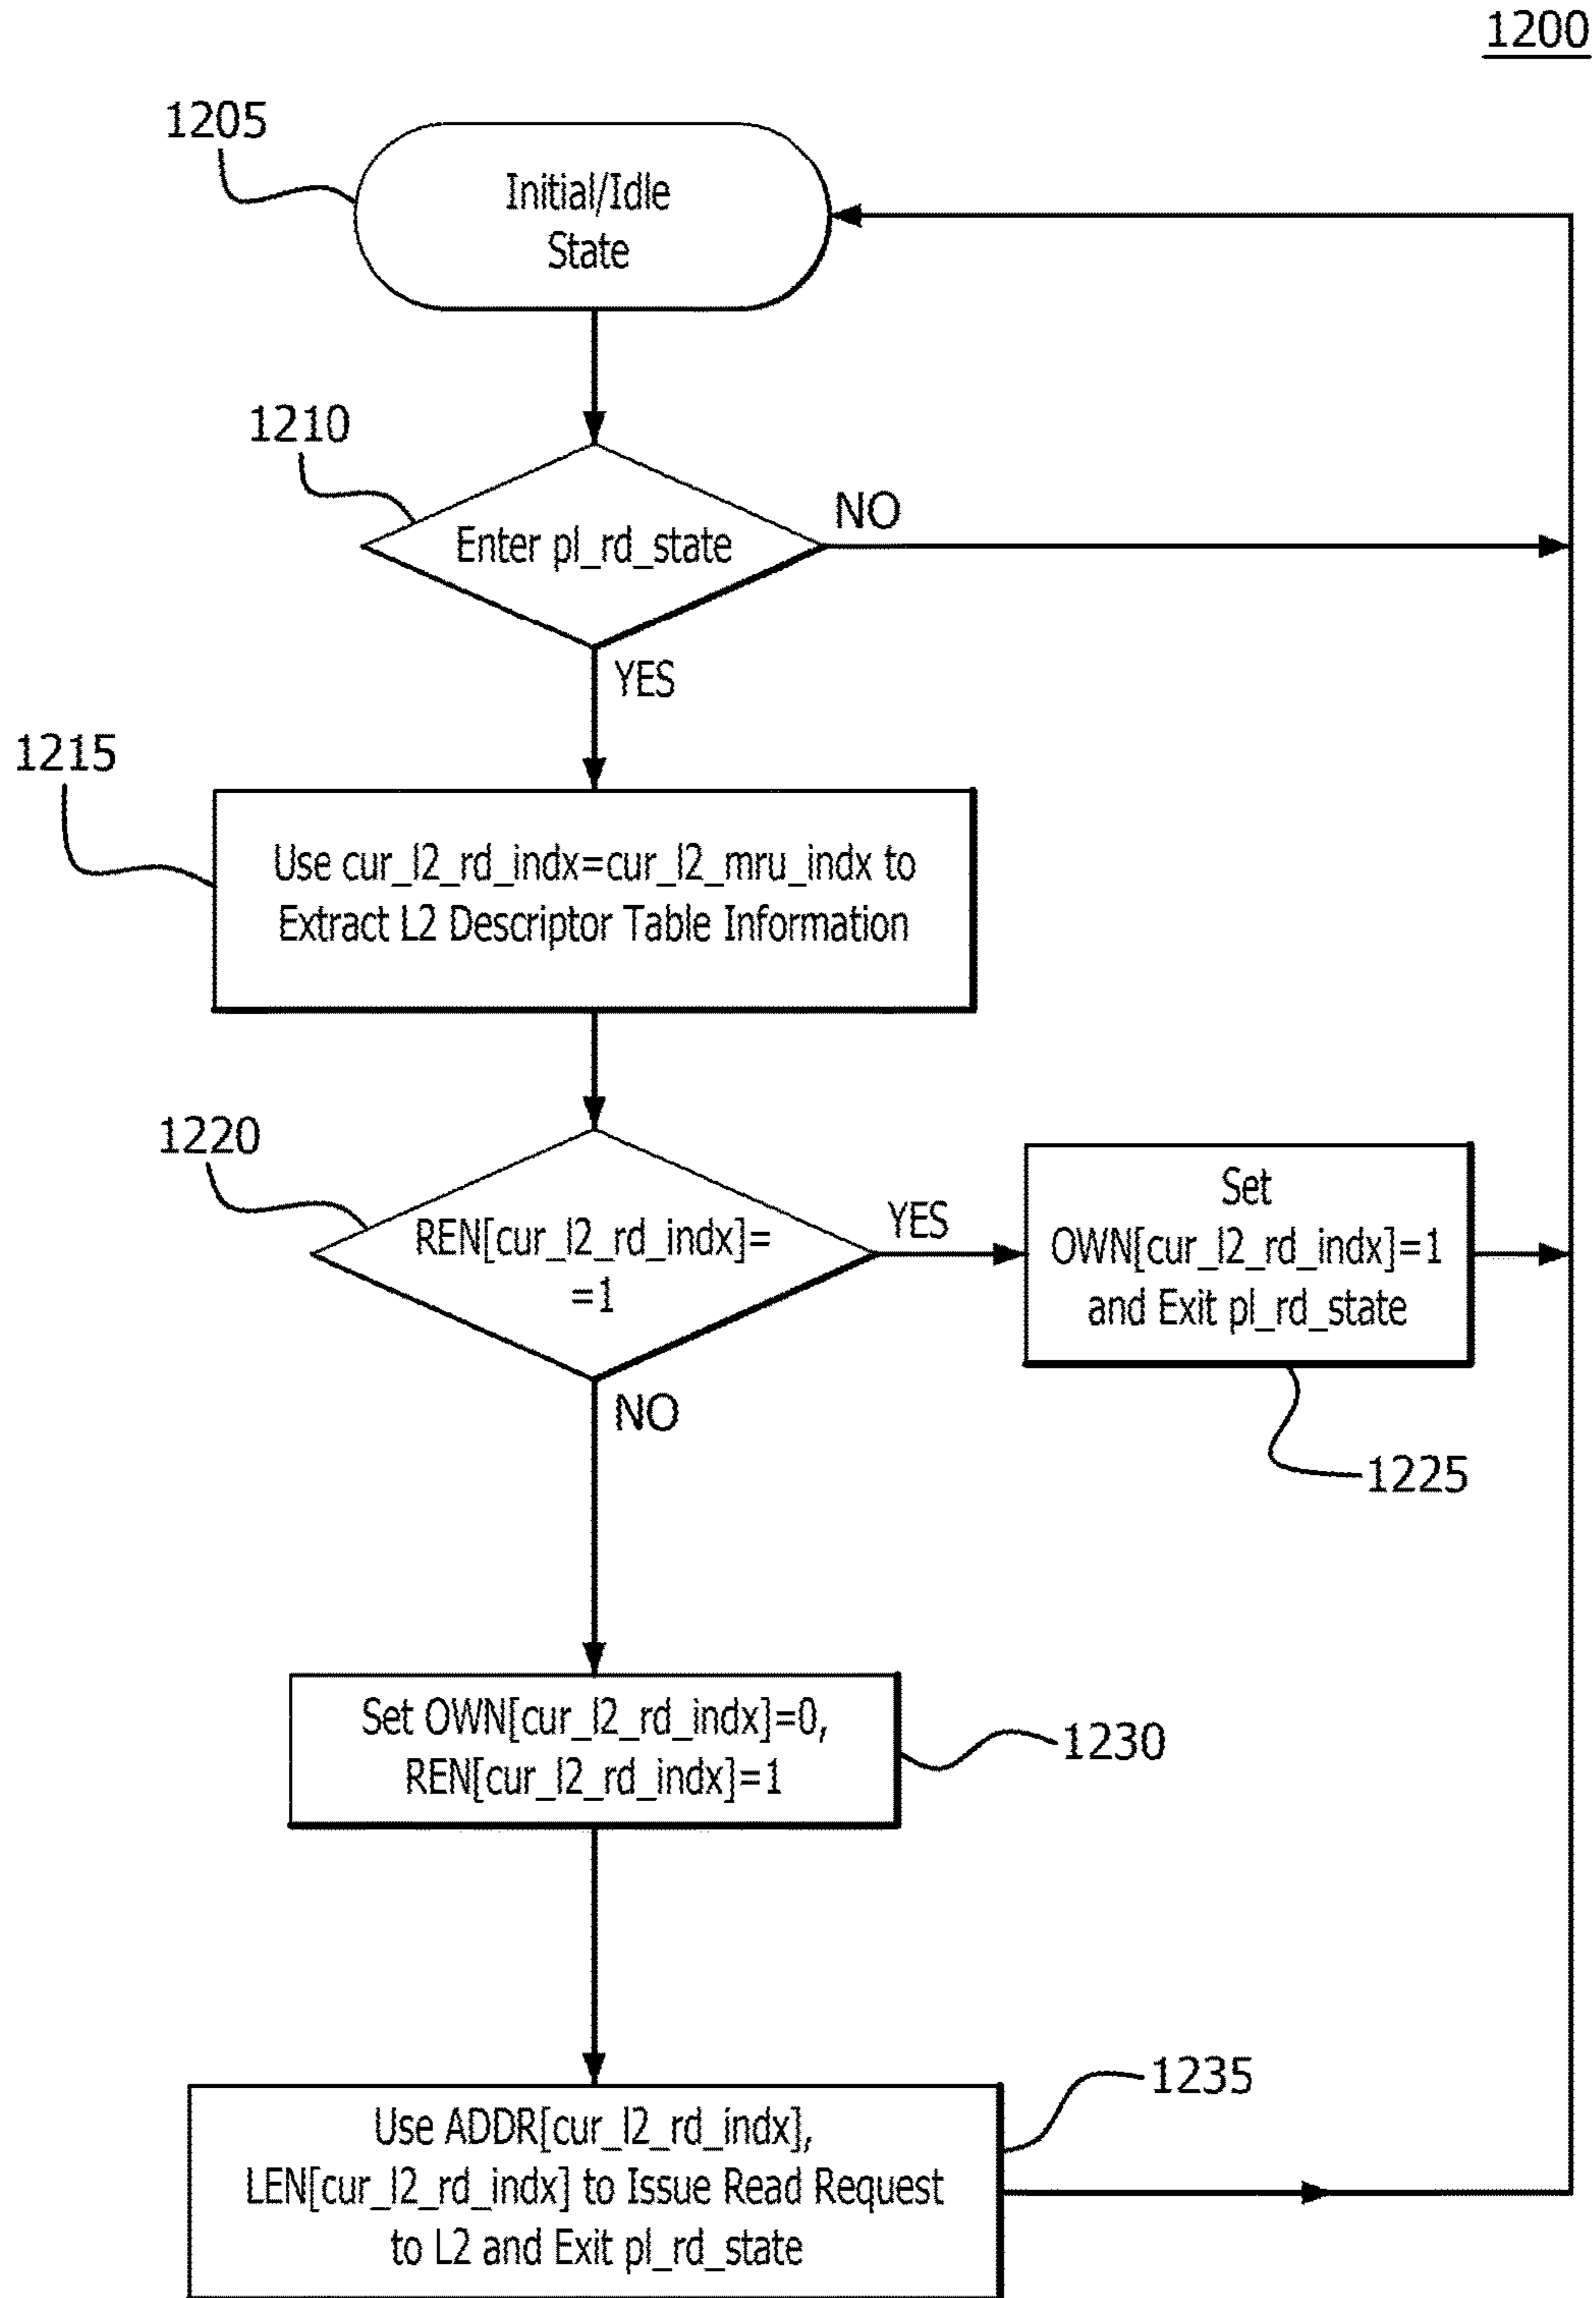 1200
1205
Initial/Idle
State
1210
Enter pl_rd_state
NO
YES
1215
Use cur_l2_rd_indx=cur_l2_mru_indx to
Extract L2 Descriptor Table Information
1220
REN[cur_l2_rd_indx]=
=1
YES
Set
OWN[cur_l2_rd_indx]=1
and Exit pl_rd_state
NO
1225
Set OWN[cur_l2_rd_indx]=0,
REN[cur_l2_rd_indx]=1
1230
1235
Use ADDR[cur_l2_rd_indx],
LEN[cur_l2_rd_indx] to Issue Read Request
to L2 and Exit pl_rd_state